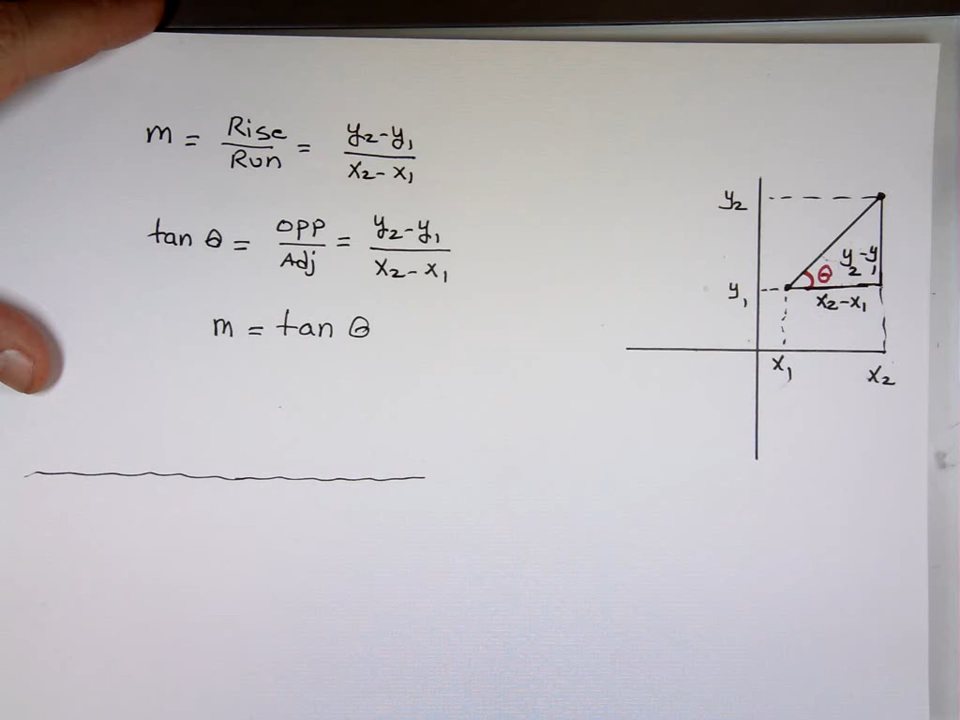 m = Rise/Run = y₂-y₁/x₂-x₁
tan θ = OPP/Adj = y₂-y₁/x₂-x₁
m = tan θ
y₂
y₂-y₁
θ
y₁
x₂-x₁
x₁
x₂